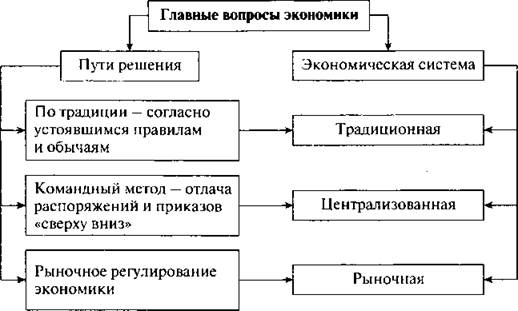 Главные вопросы экономики
Пути решения
Экономическая система
По традиции – согласно
устоявшимся правилам
и обычаям
Традиционная
Командный метод – отлача
распоряжений и приказов
«сверху вниз»
Централизованная
Рыночное регулирование
экономики
Рыночная